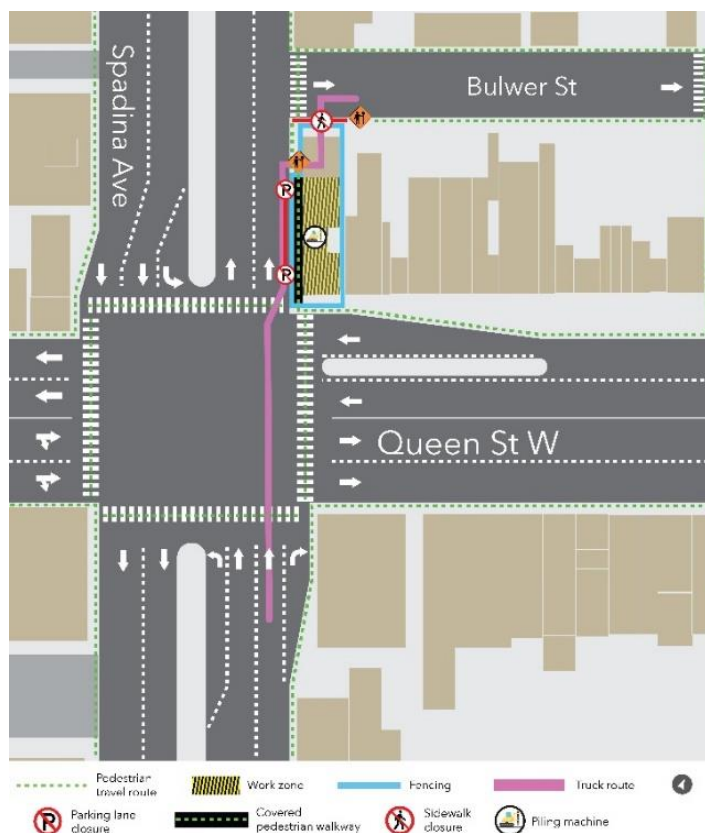 Spadina Ave
Bulwer St
P
P
Queen St W
Pedestrian
travel route
Work zone
Fencing
Truck route
P
Parking lane
closure
Covered
pedestrian walkway
Sidewalk
closure
Piling machine